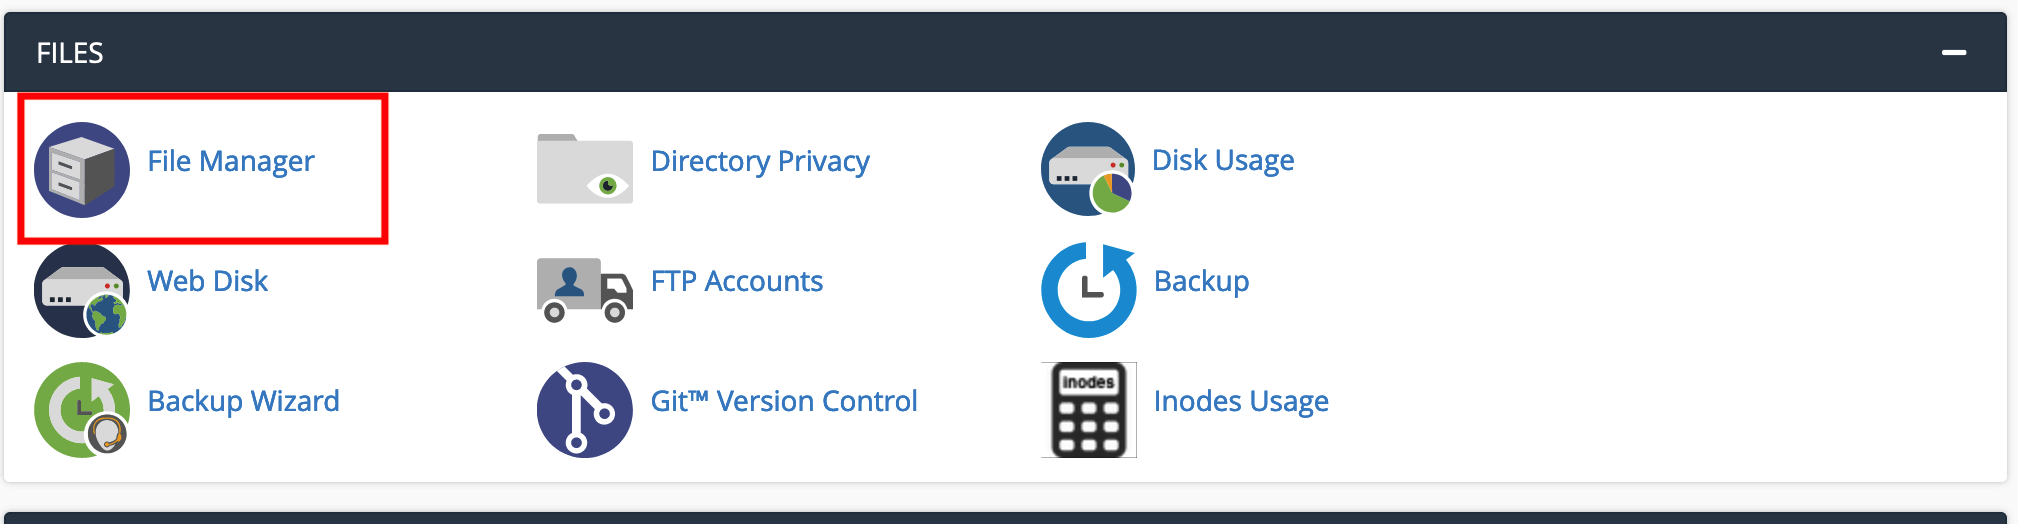 FILES
File Manager
Directory Privacy
Disk Usage
Web Disk
FTP Accounts
Backup
Backup Wizard
Git™ Version Control
inodes
Inodes Usage